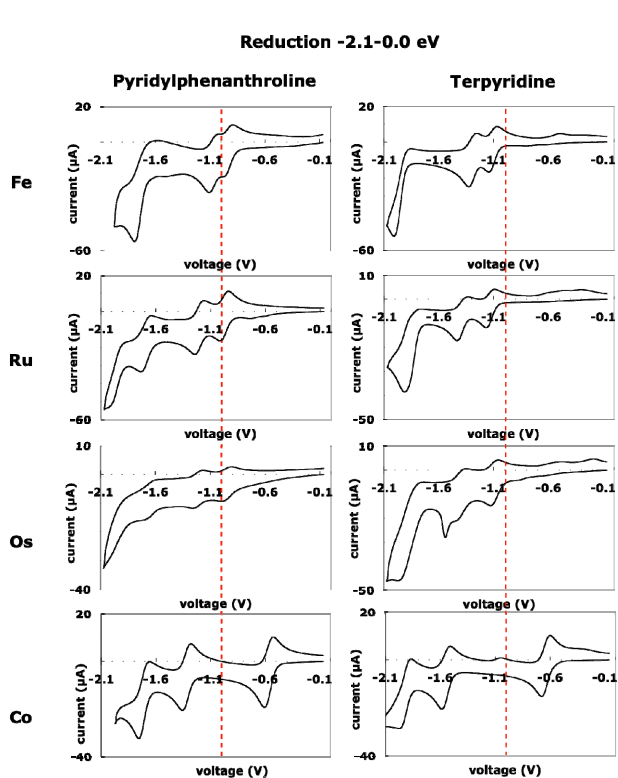 Reduction -2.1-0.0 eV
Pyridylphenanthroline Terpyridine
Fe
20 20
-2.1 -1.6 -1.1 -0.6 -0.1 -2.1 -1.6 -1.1 -0.6 -0.1
current (μA) current (μA)
-60 -60
voltage (V) voltage (V)
Ru
20 10
-2.1 -1.6 -1.1 -0.6 -0.1 -2.1 -1.6 -1.1 -0.6 -0.1
current (μA) current (μA)
-60 -50
voltage (V) voltage (V)
Os
10 10
-2.1 -1.6 -1.1 -0.6 -0.1 -2.1 -1.6 -1.1 -0.6 -0.1
current (μA) current (μA)
-40 -50
voltage (V) voltage (V)
Co
20 20
-2.1 -1.6 -1.1 -0.6 -0.1 -2.1 -1.6 -1.1 -0.6 -0.1
current (μA) current (μA)
-40 -40
voltage (V) voltage (V)